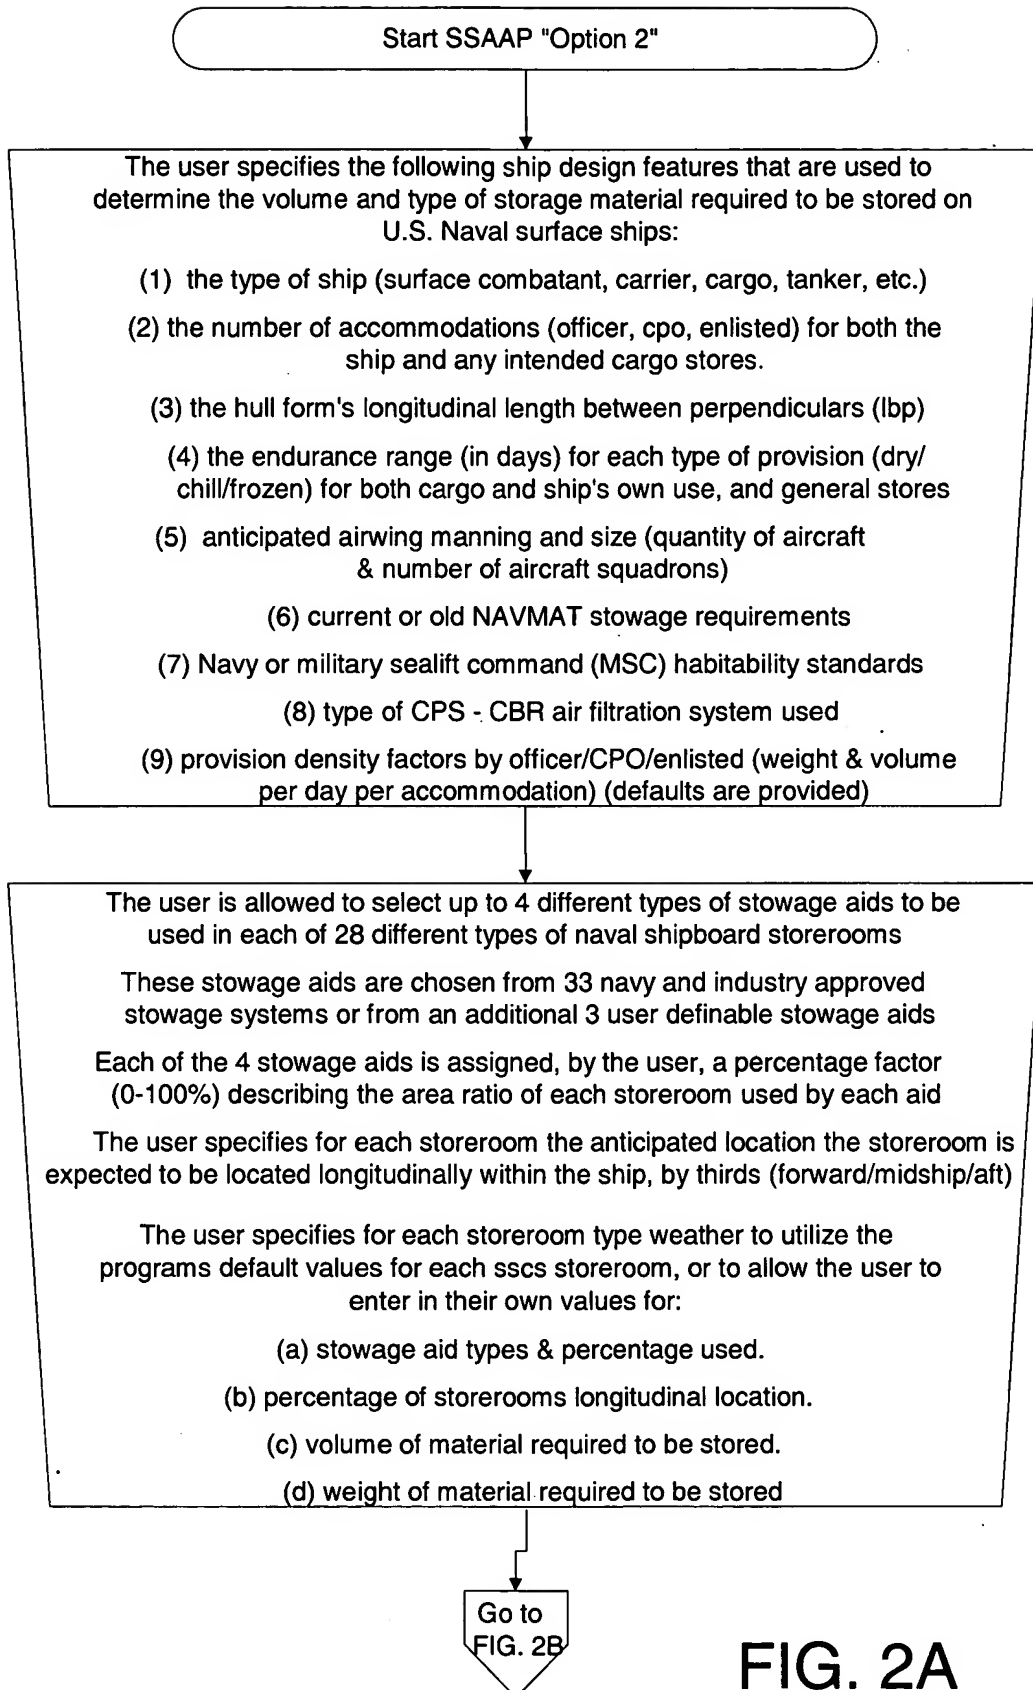 Start SSAAP "Option 2"
The user specifies the following ship design features that are used to
determine the volume and type of storage material required to be stored on
U.S. Naval surface ships:
(1) the type of ship (surface combatant, carrier, cargo, tanker, etc.)
(2) the number of accommodations (officer, cpo, enlisted) for both the
ship and any intended cargo stores.
(3) the hull form's longitudinal length between perpendiculars (lbp)
(4) the endurance range (in days) for each type of provision (dry/
chill/frozen) for both cargo and ship's own use, and general stores
(5) anticipated airwing manning and size (quantity of aircraft
& number of aircraft squadrons)
(6) current or old NAVMAT stowage requirements
(7) Navy or military sealift command (MSC) habitability standards
(8) type of CPS - CBR air filtration system used
(9) provision density factors by officer/CPO/enlisted (weight & volume
per day per accommodation) (defaults are provided)
The user is allowed to select up to 4 different types of stowage aids to be
used in each of 28 different types of naval shipboard storerooms
These stowage aids are chosen from 33 navy and industry approved
stowage systems or from an additional 3 user definable stowage aids
Each of the 4 stowage aids is assigned, by the user, a percentage factor
(0-100%) describing the area ratio of each storeroom used by each aid
The user specifies for each storeroom the anticipated location the storeroom is
expected to be located longitudinally within the ship, by thirds (forward/midship/aft)
The user specifies for each storeroom type weather to utilize the
programs default values for each sscs storeroom, or to allow the user to
enter in their own values for:
(a) stowage aid types & percentage used.
(b) percentage of storerooms longitudinal location.
(c) volume of material required to be stored.
(d) weight of material required to be stored
Go to
FIG. 2B
FIG. 2A